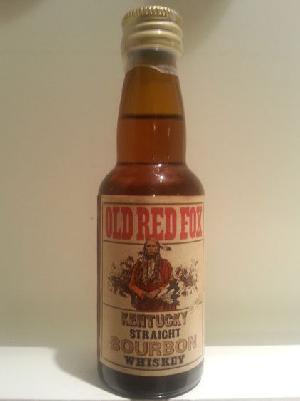 OLD RED FOX
KENTUCKY
STRAIGHT
BOURBON
WHISKEY